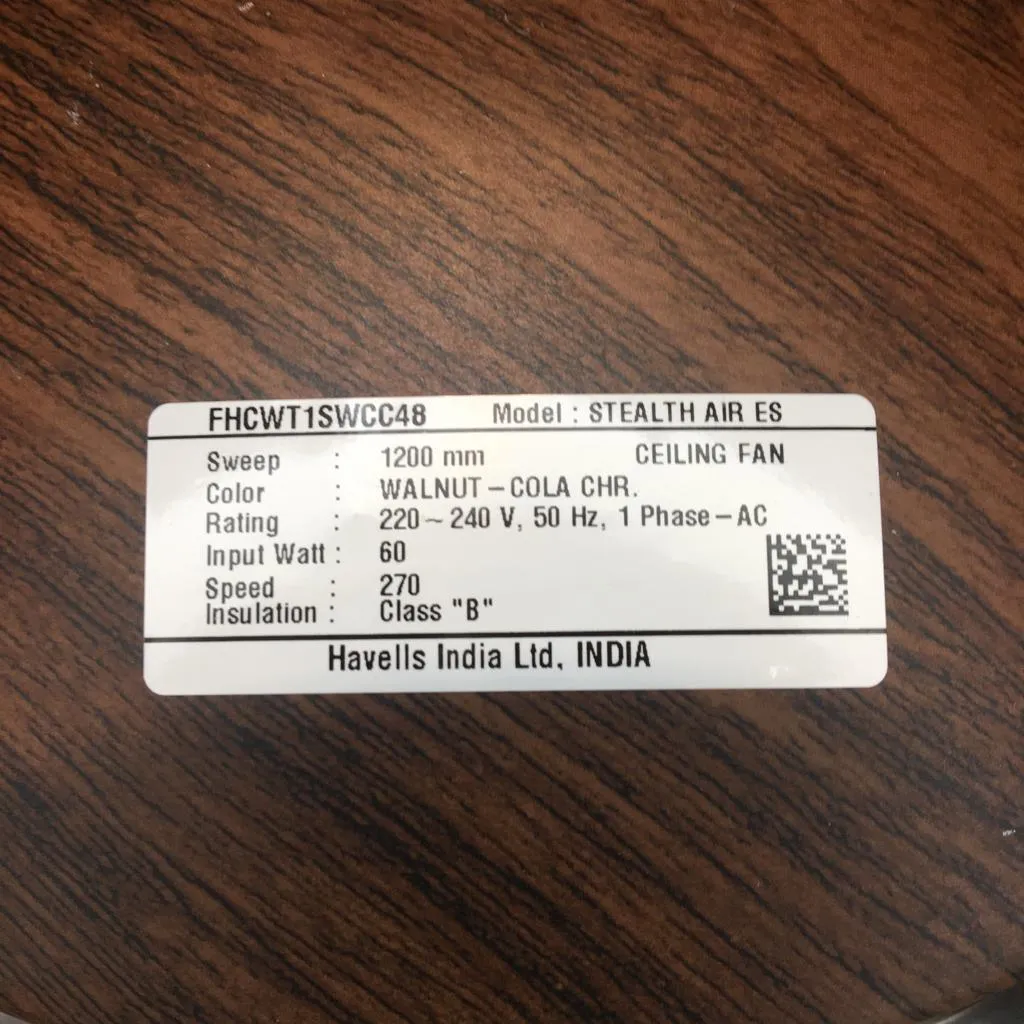 FHCWT1SWCC48 Model : STEALTH AIR ES
Sweep : 1200 mm CEILING FAN
Color : WALNUT – COLA CHR.
Rating : 220 ~ 240 V, 50 Hz, 1 Phase – AC
Input Watt : 60
Speed : 270
Insulation : Class "B"
Havells India Ltd, INDIA